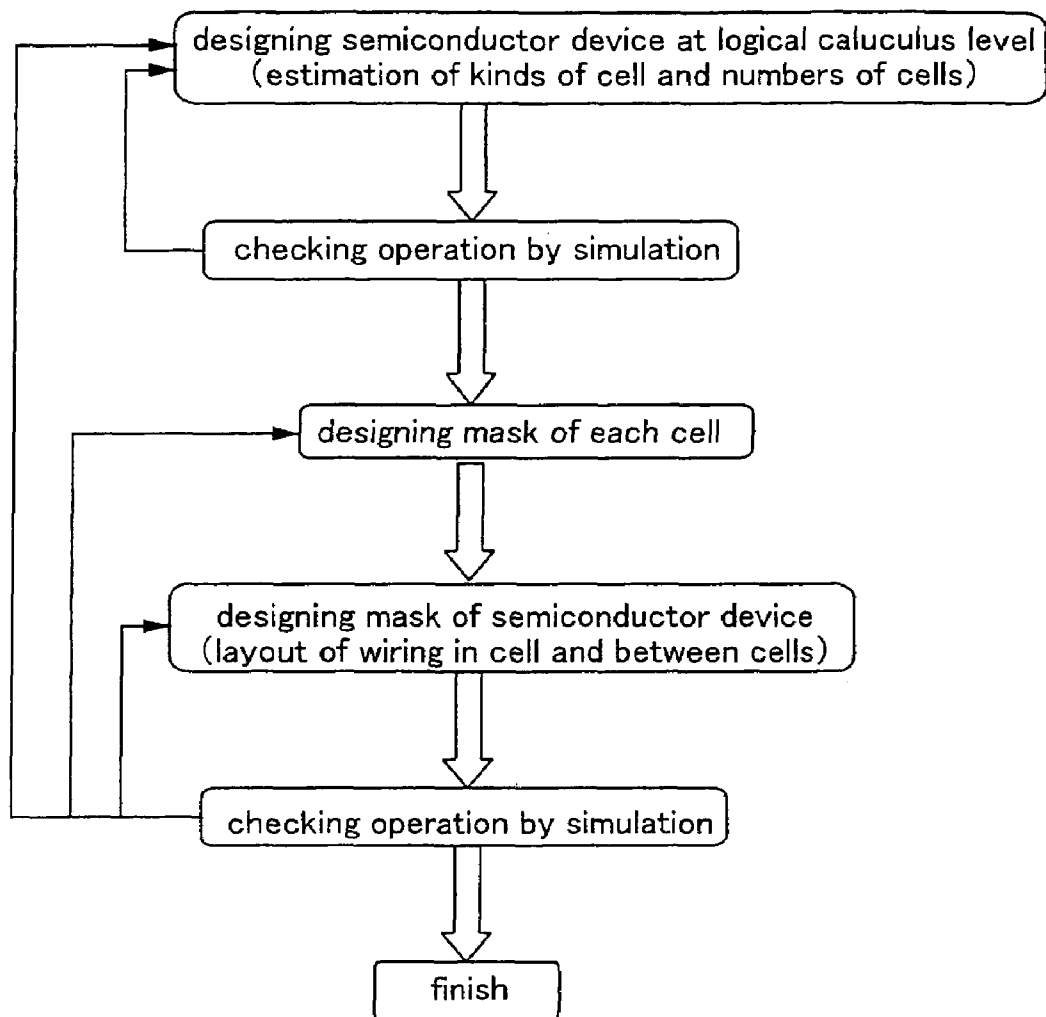 designing semiconductor device at logical caluculus level
(estimation of kinds of cell and numbers of cells)
checking operation by simulation
designing mask of each cell
designing mask of semiconductor device
(layout of wiring in cell and between cells)
checking operation by simulation
finish